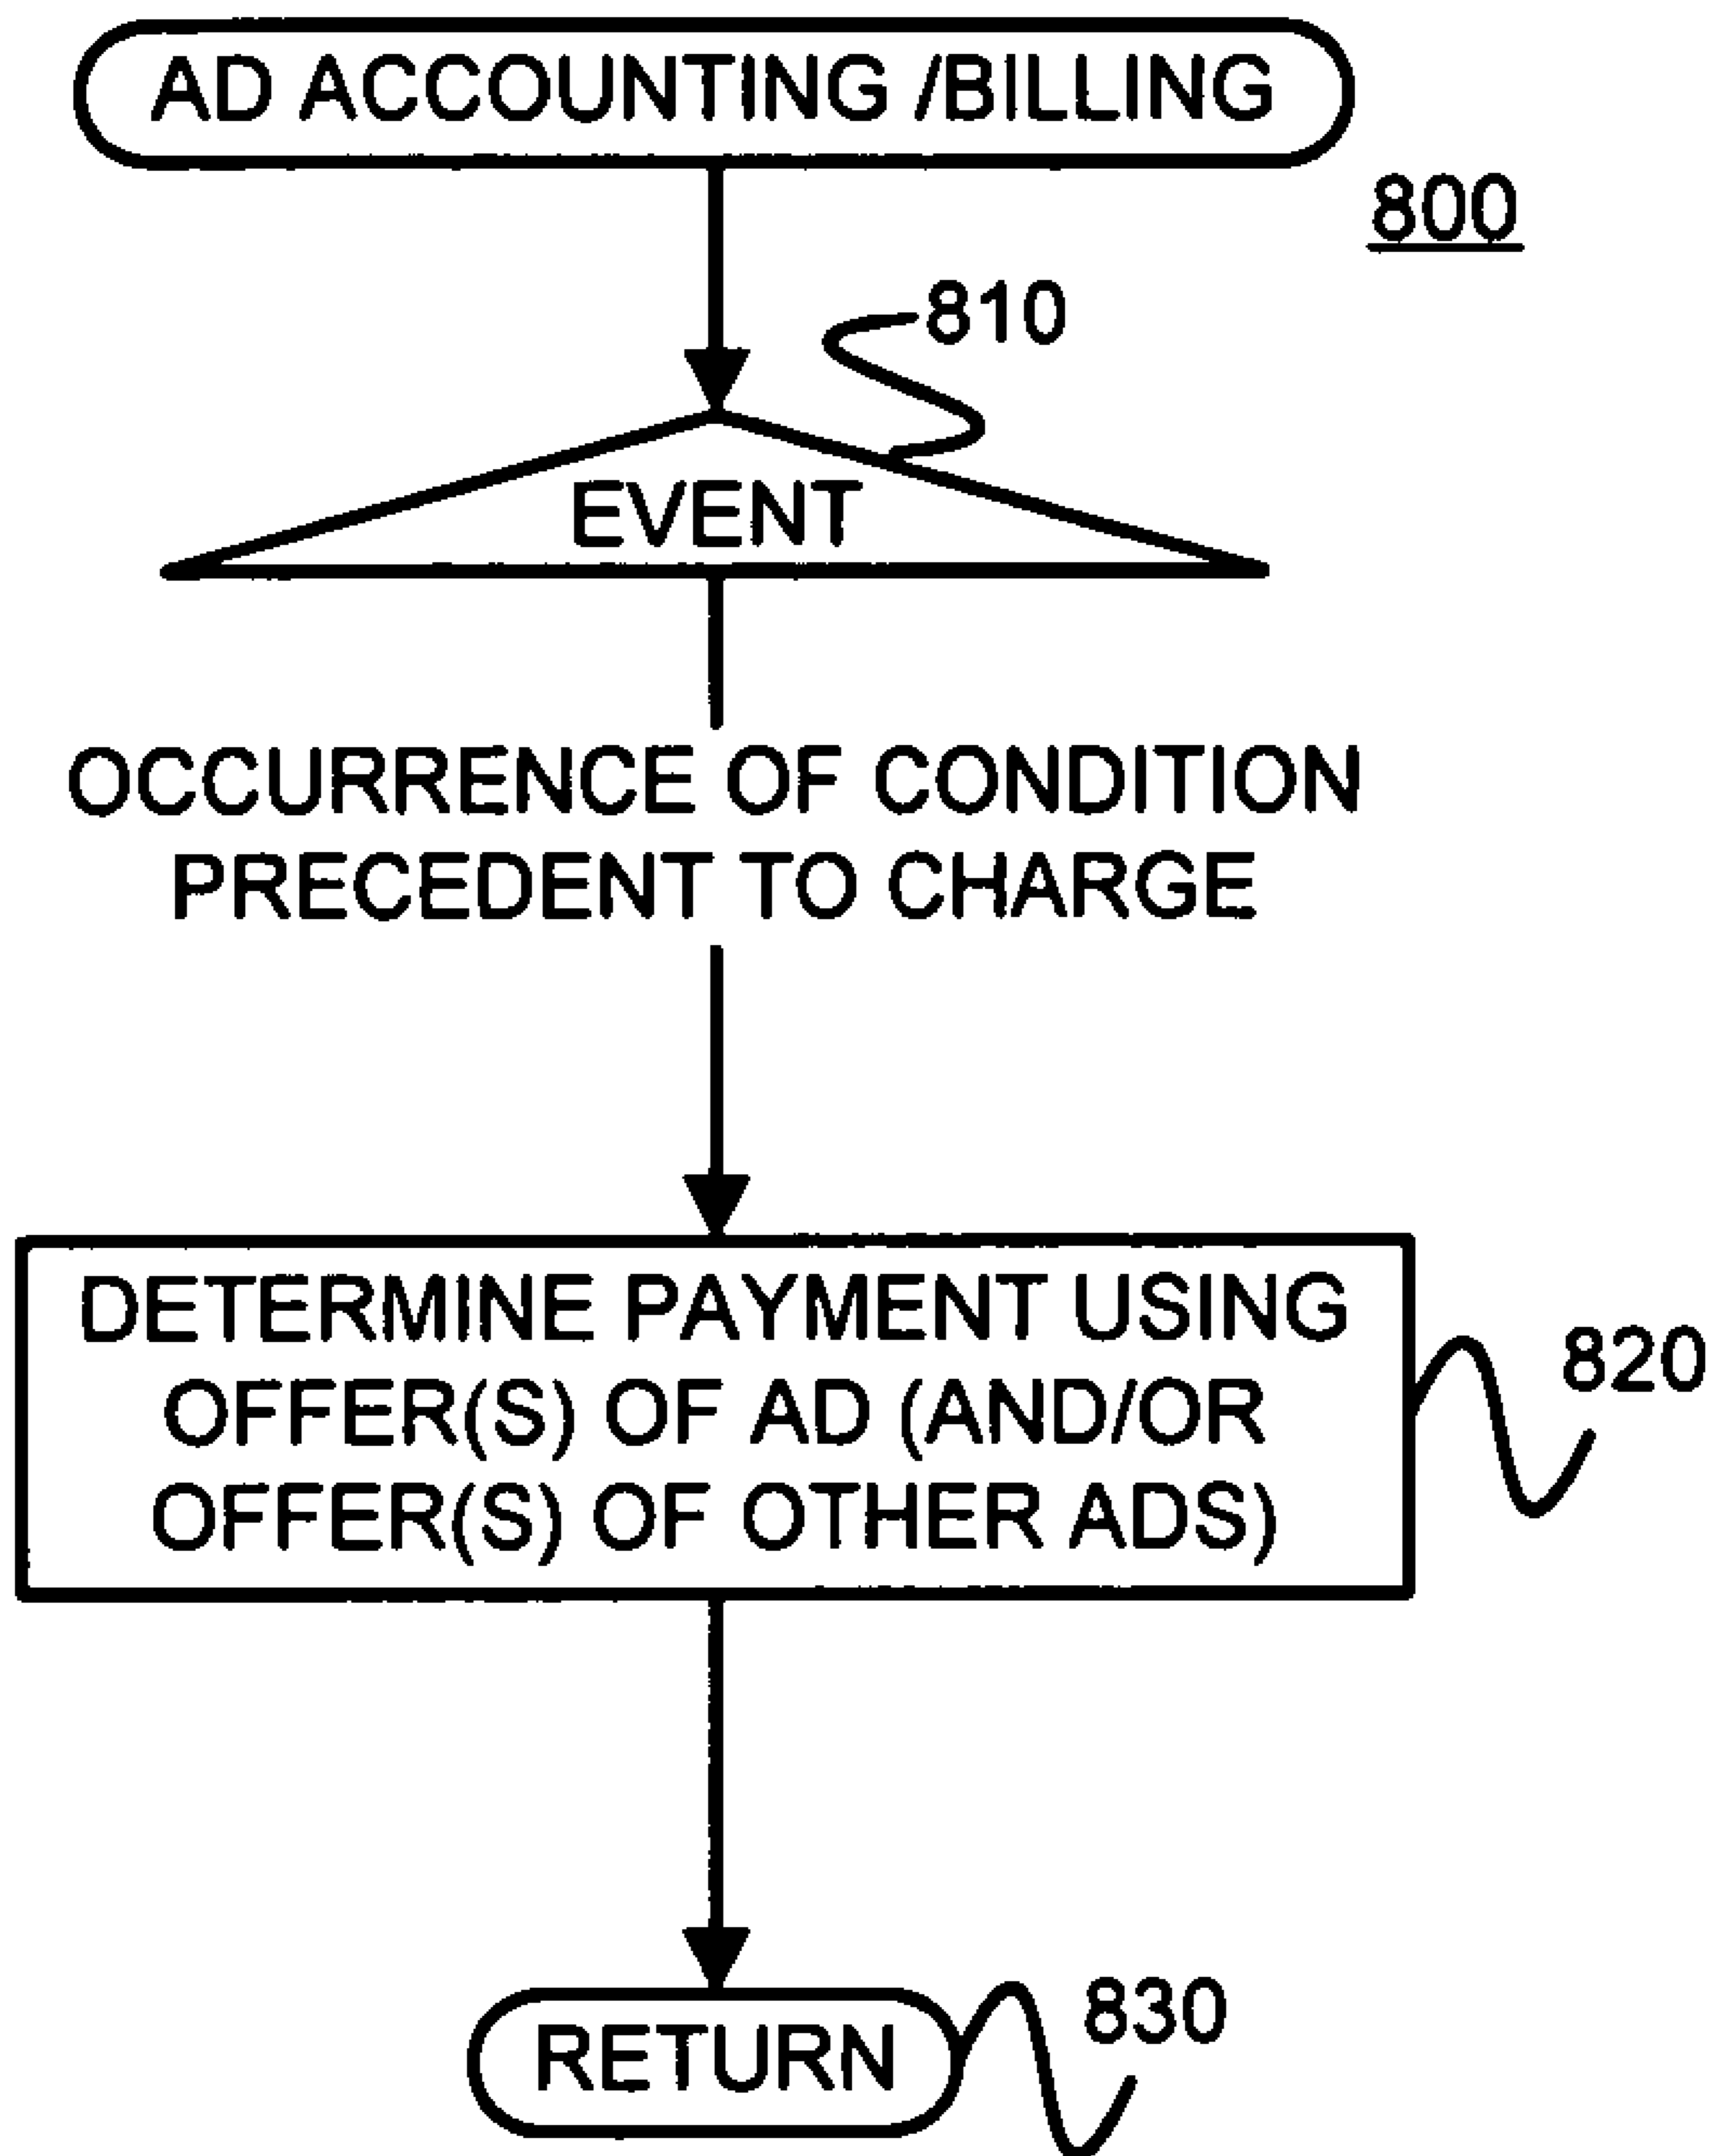 AD ACCOUNTING /BILLING
800
810
EVENT
OCCURRENCE OF CONDITION
PRECEDENT TO CHARGE
DETERMINE PAYMENT USING
OFFER(S) OF AD (AND/OR
OFFER(S) OF OTHER ADS)
820
RETURN
830